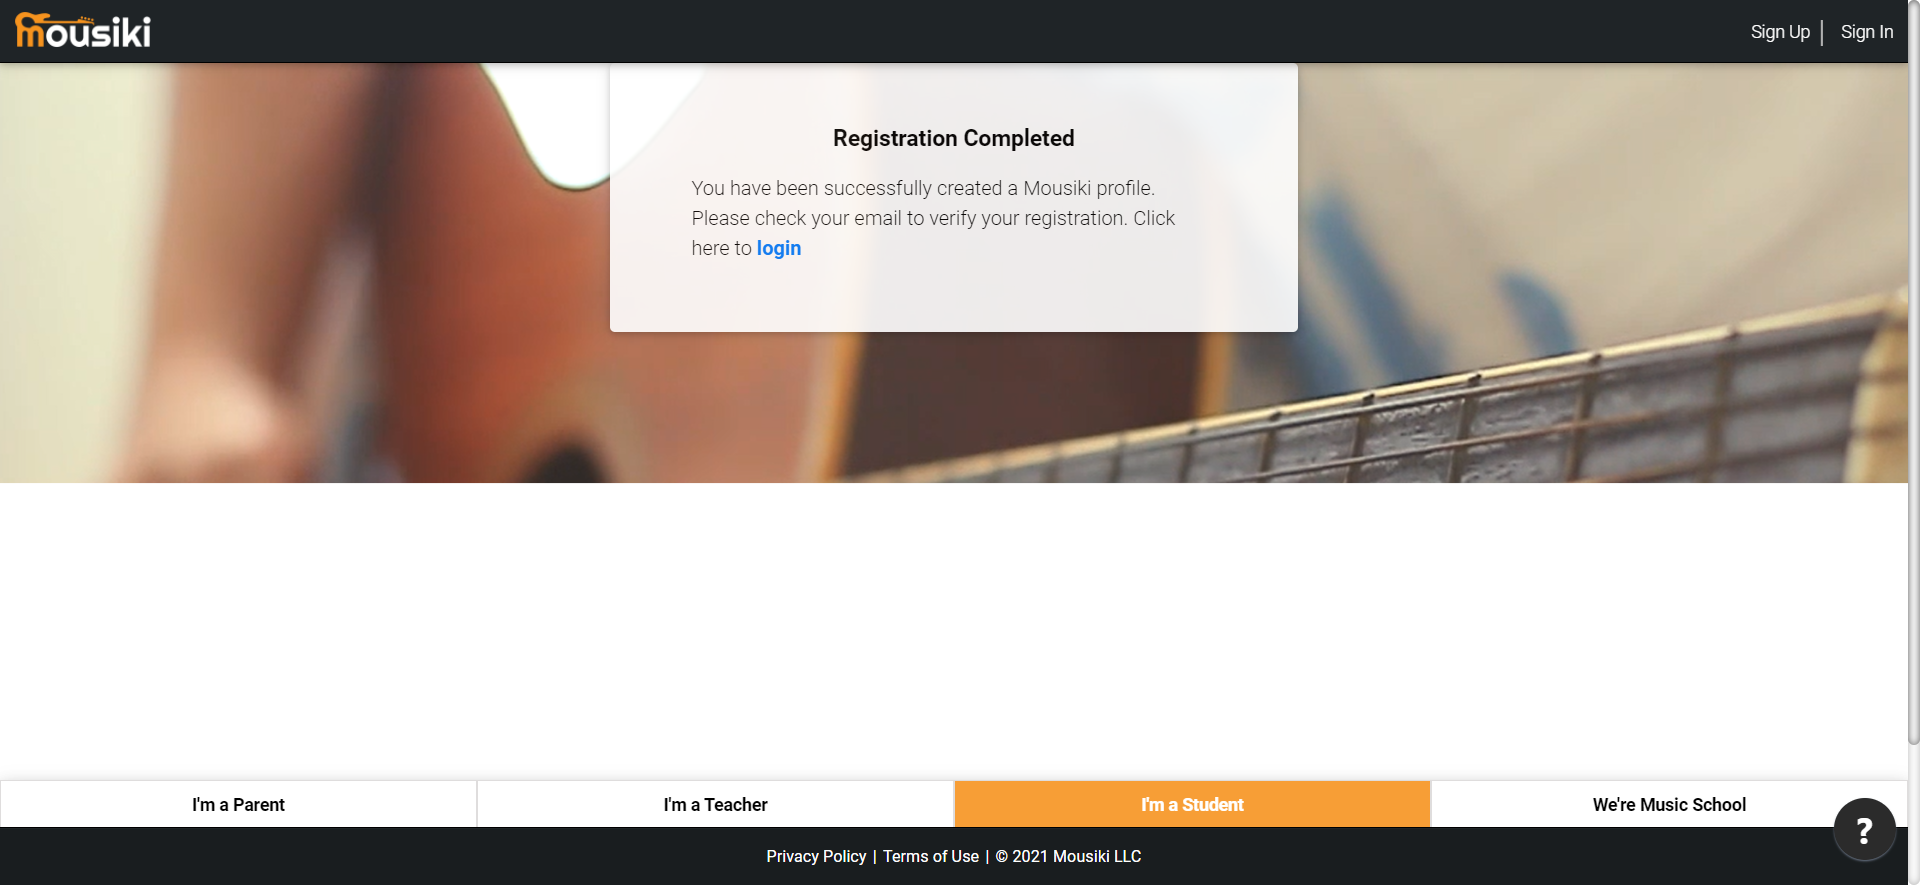 mousiki
Sign Up | Sign In
Registration Completed
You have been successfully created a Mousiki profile.
Please check your email to verify your registration. Click
here to login
I'm a Parent
I'm a Teacher
I'm a Student
We're Music School
?
Privacy Policy | Terms of Use | © 2021 Mousiki LLC